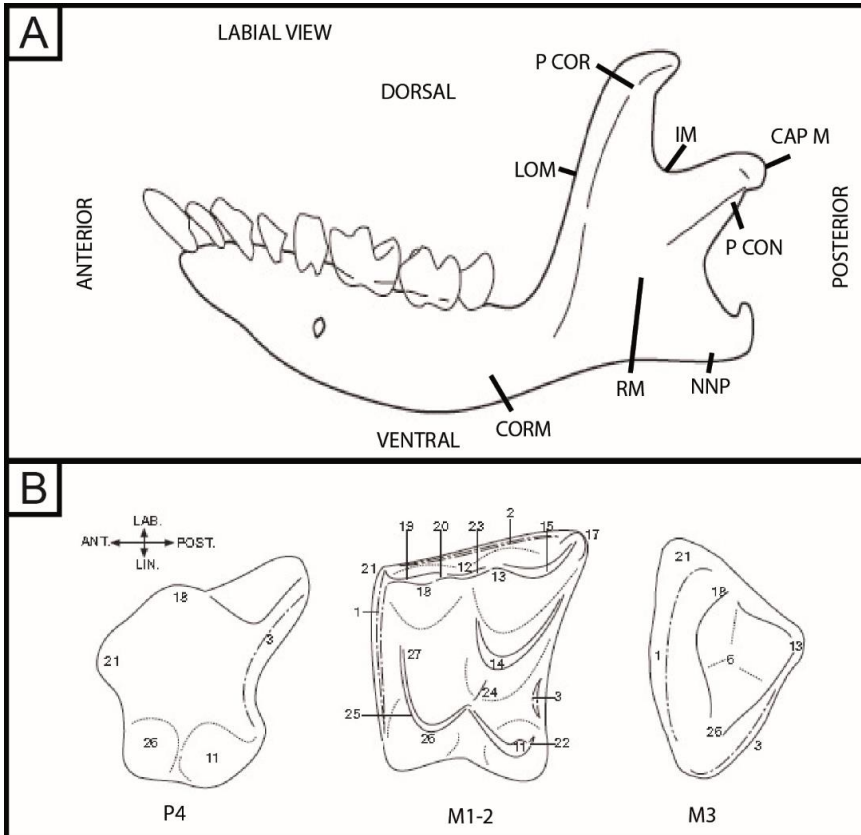 A
LABIAL VIEW
DORSAL
P COR
IM
CAP M
LOM
ANTERIOR
POSTERIOR
P CON
RM
NNP
CORM
VENTRAL
B
LAB.
ANT. POST.
LIN.
18
21
3
26
11
P4
19 20 23 2 15 17
21
12
13
18
1
27
14
24
3
25
26
11
22
M1-2
21
18
1
6
13
26
3
M3